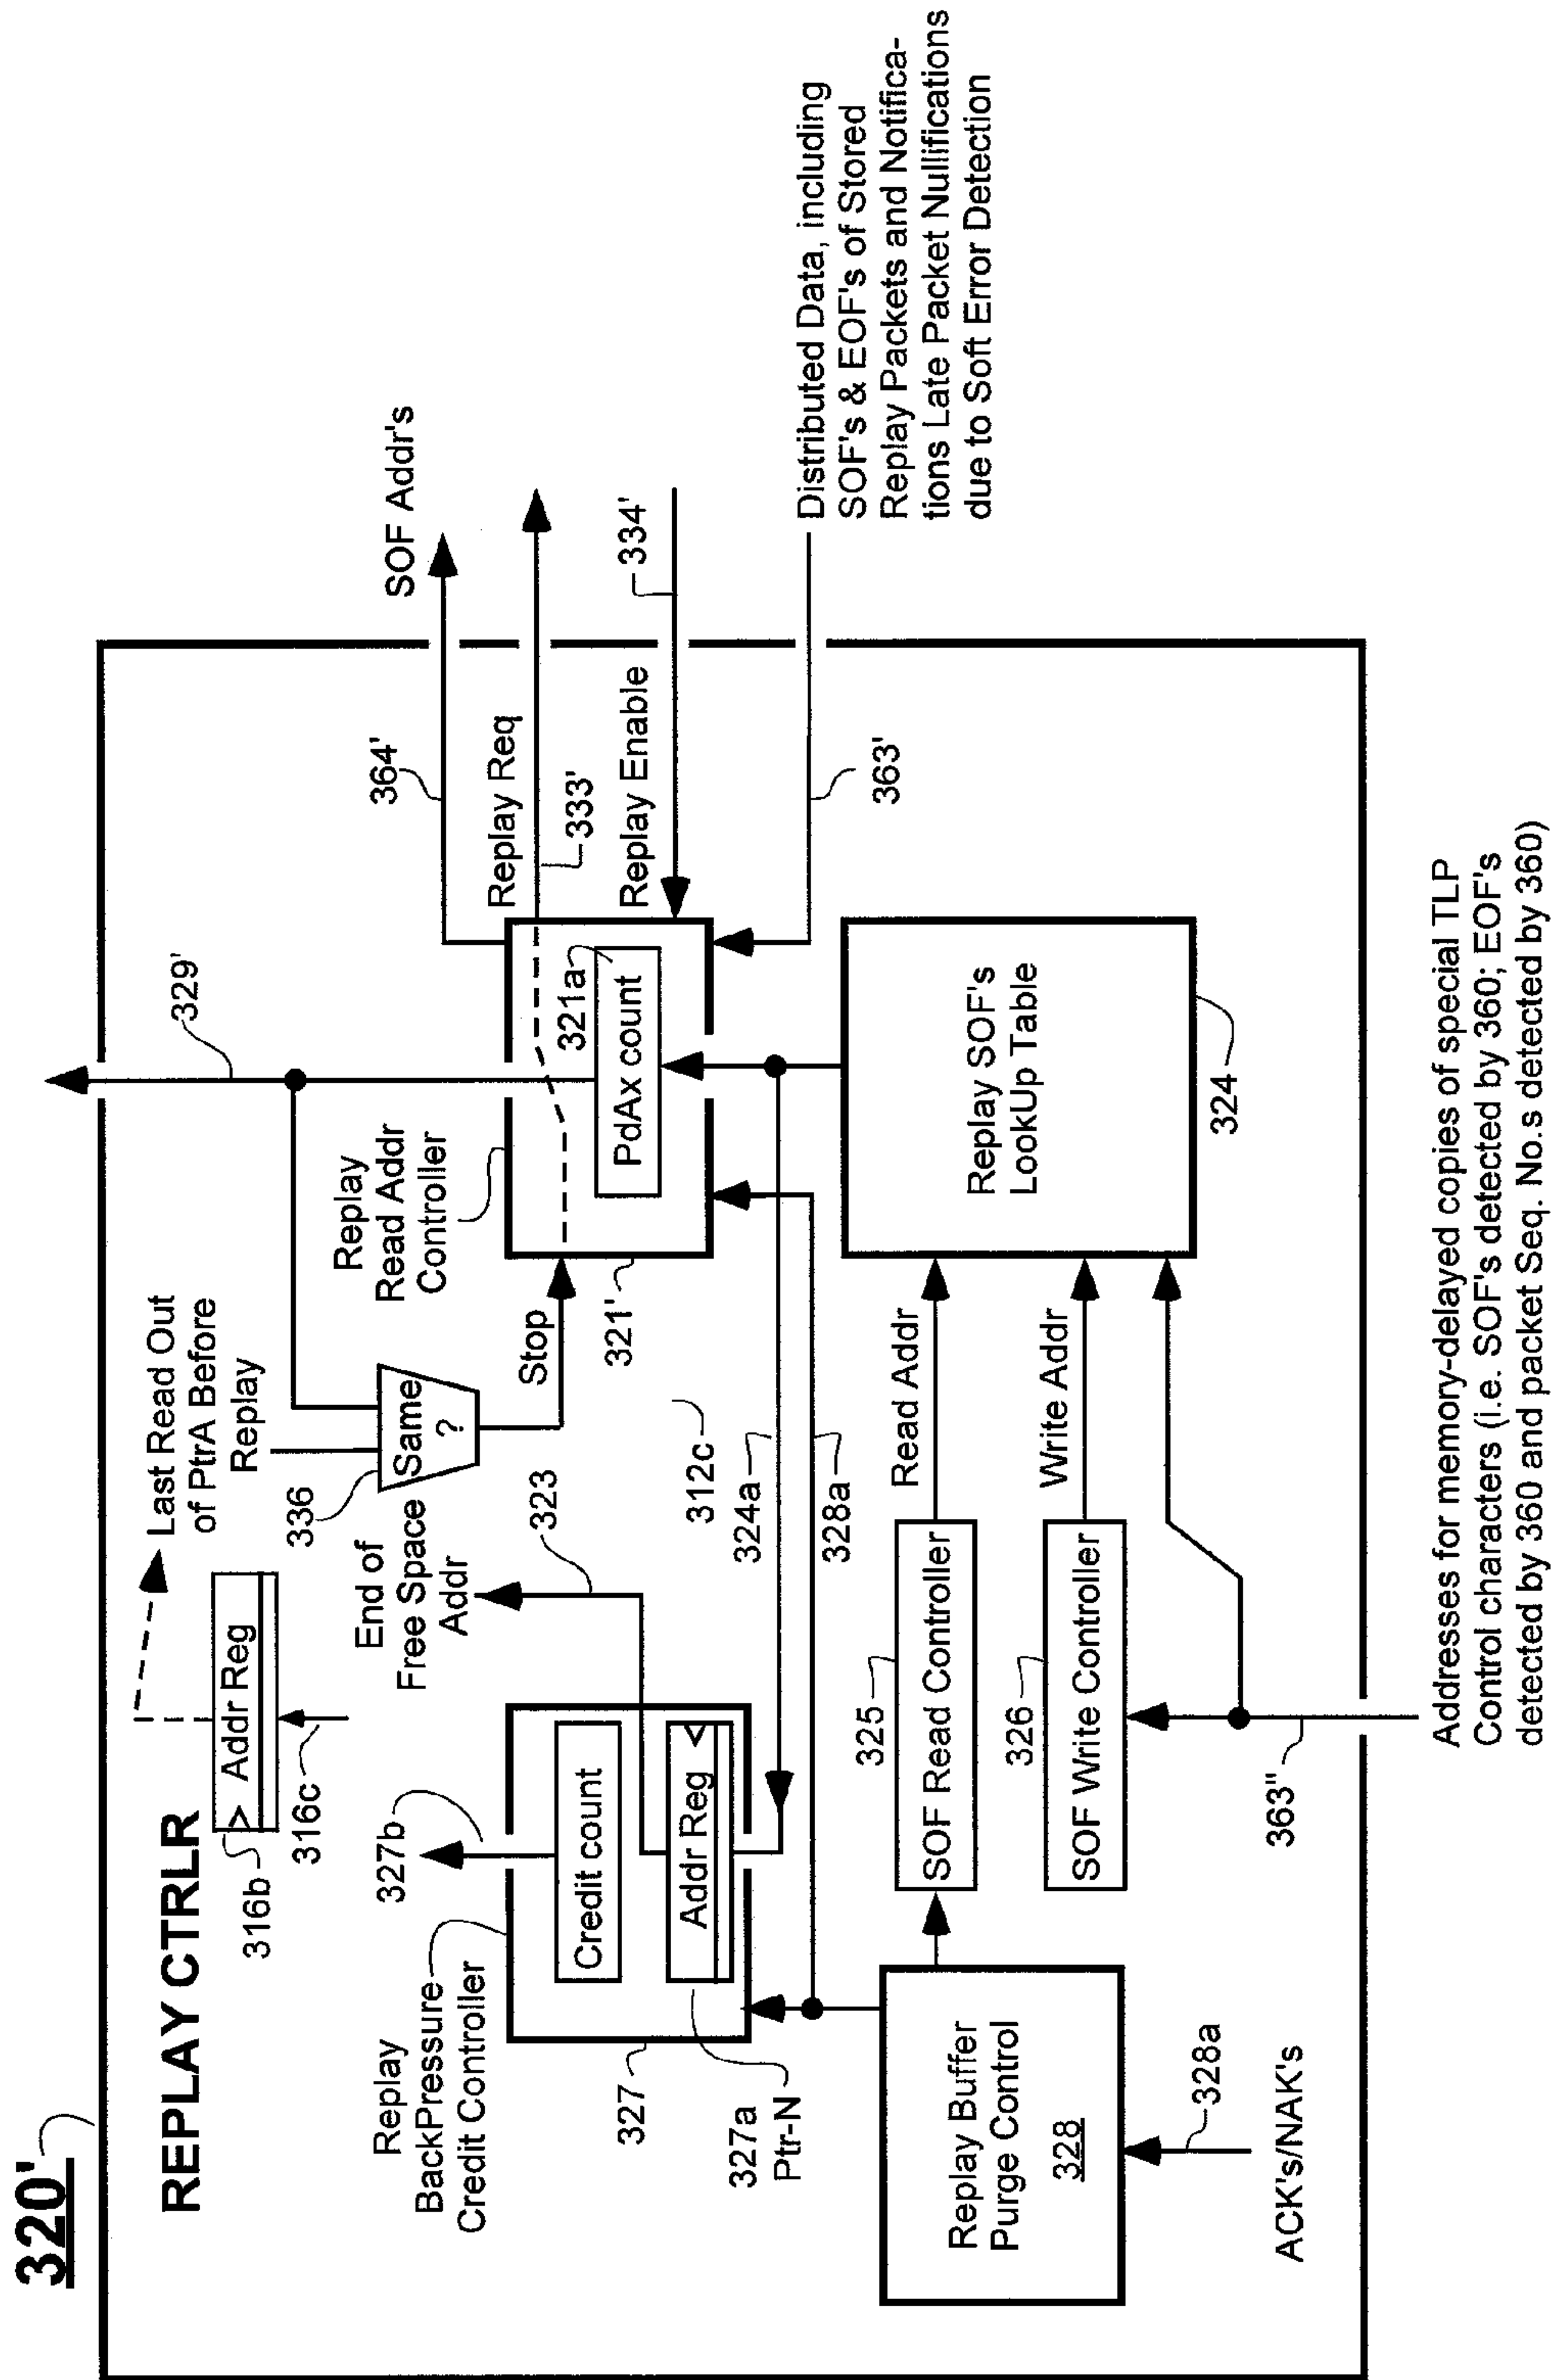 320'
REPLAY CTRLR
316b
> Addr Reg
316c
Last Read Out
of PtrA Before
Replay
336
Same
?
Stop
329'
Replay
Read Addr
Controller
321'
321a
PdAx count
364'
SOF Addr's
Replay Req
333'
Replay Enable
334'
363'
Distributed Data, including
SOF's & EOF's of Stored
Replay Packets and Notifica-
tions Late Packet Nullifications
due to Soft Error Detection
327b
Replay
BackPressure
Credit Controller
327
Credit count
Addr Reg <
327a
Ptr-N
End of
Free Space
Addr
323
312c
324a
328a
Replay Buffer
Purge Control
328
328a
ACK's/NAK's
325
SOF Read Controller
Read Addr
326
SOF Write Controller
Write Addr
Replay SOF's
LookUp Table
324
363"
Addresses for memory-delayed copies of special TLP
Control characters (i.e. SOF's detected by 360; EOF's
detected by 360 and packet Seq. No.s detected by 360)